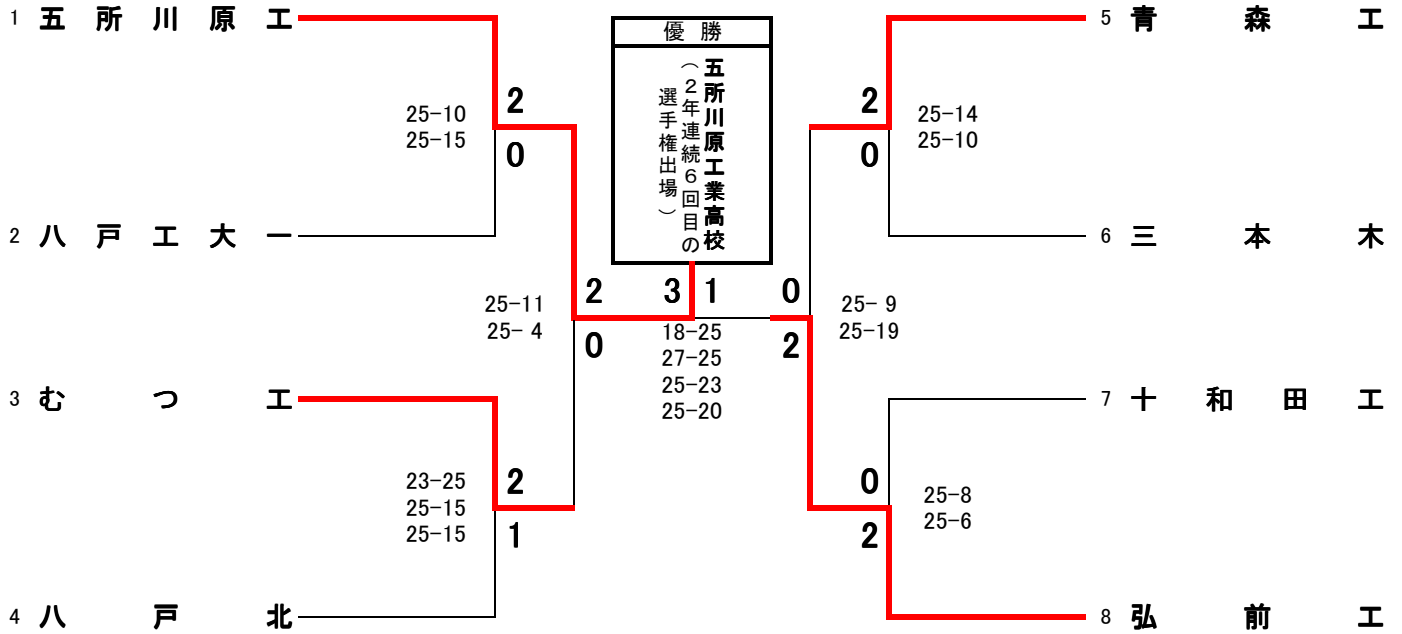 1 五所川原工
25-10
25-15
2
0
2 八戸工大一
25-11
25- 4
2
0
3 むつ工
23-25
25-15
25-15
2
1
4 八戸北
優勝
五所川原工業高校
（２年連続６回目の
選手権出場）
3 1
18-25
27-25
25-23
25-20
5 青森工
2
0
25-14
25-10
6 三本木
0
2
25- 9
25-19
7 十和田工
0
2
25-8
25-6
8 弘前工